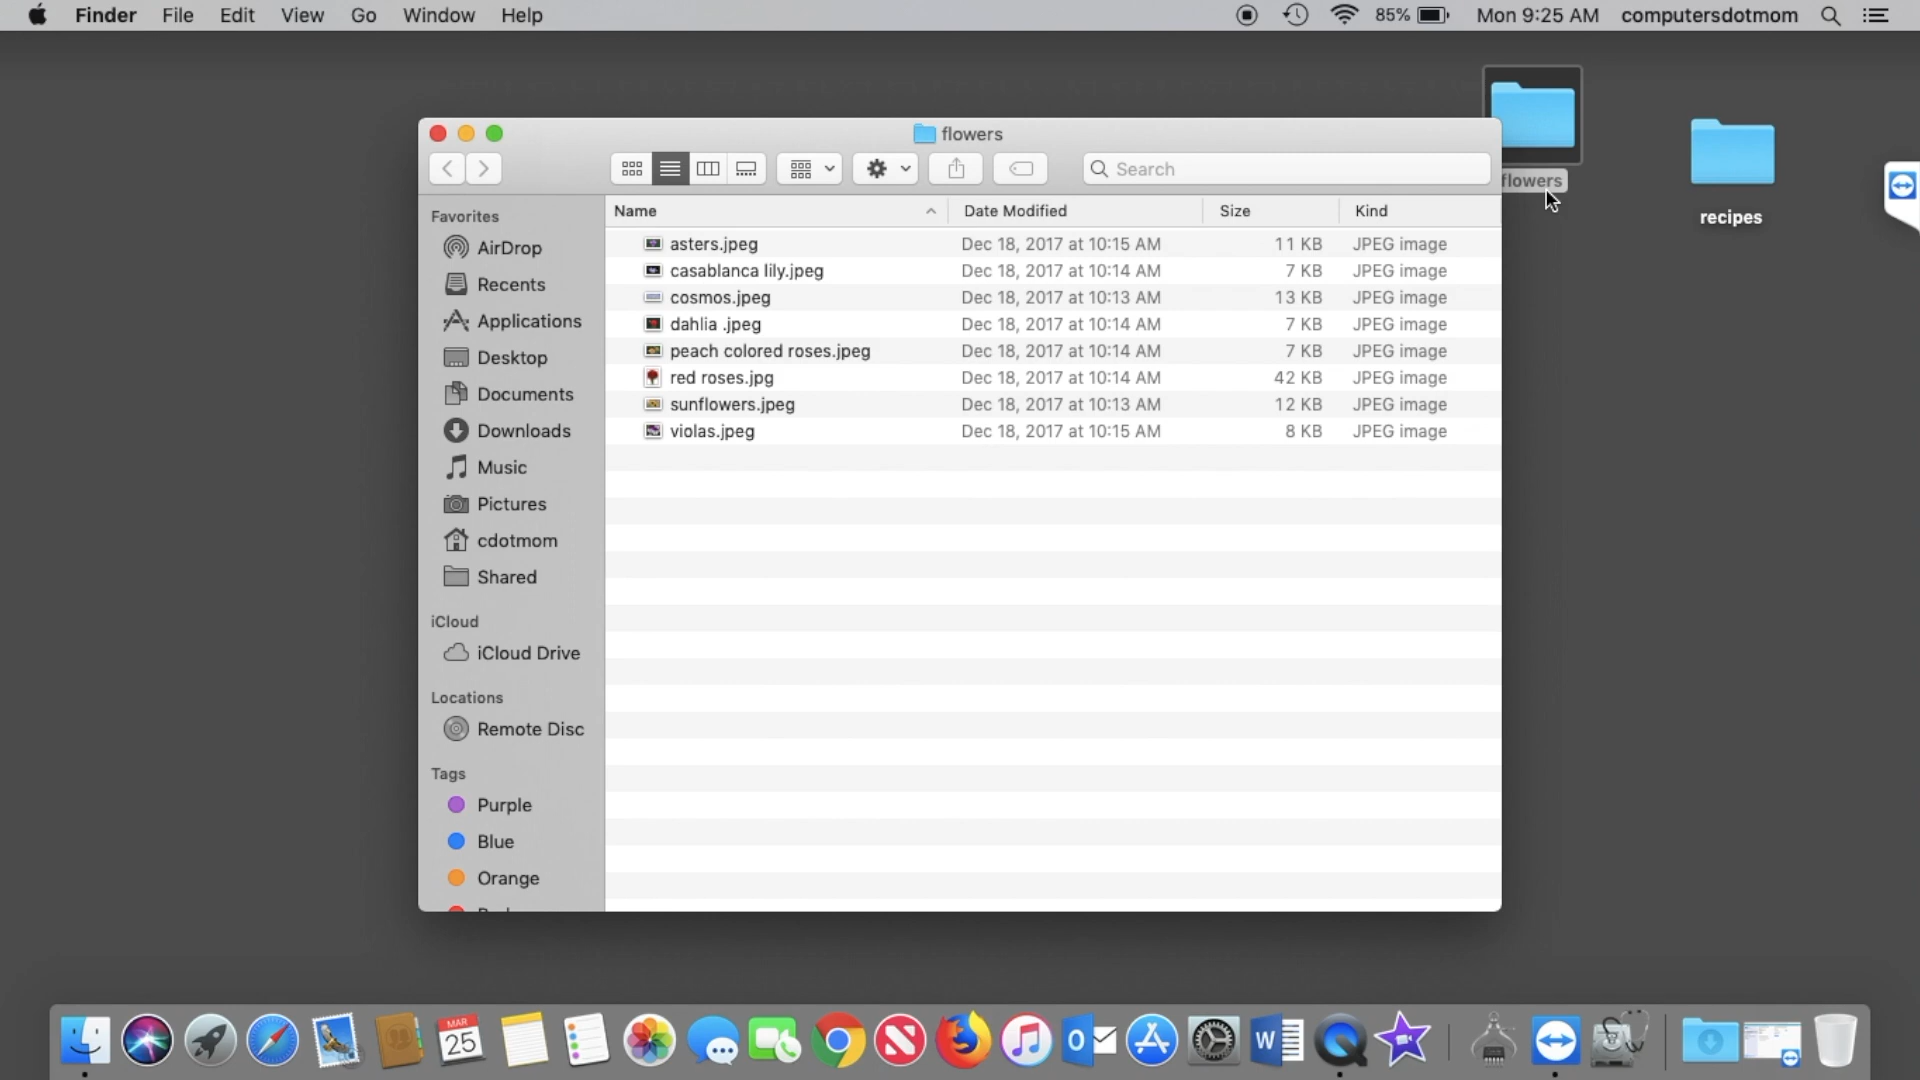 Finder File Edit View Go Window Help 85% Mon 9:25 AM computersdotmom
flowers
Search
flowers
recipes
Name Date Modified Size Kind
asters.jpeg Dec 18, 2017 at 10:15 AM 11 KB JPEG image
casablanca lily.jpeg Dec 18, 2017 at 10:14 AM 7 KB JPEG image
cosmos.jpeg Dec 18, 2017 at 10:13 AM 13 KB JPEG image
dahlia .jpeg Dec 18, 2017 at 10:14 AM 7 KB JPEG image
peach colored roses.jpeg Dec 18, 2017 at 10:14 AM 7 KB JPEG image
red roses.jpg Dec 18, 2017 at 10:14 AM 42 KB JPEG image
sunflowers.jpeg Dec 18, 2017 at 10:13 AM 12 KB JPEG image
violas.jpeg Dec 18, 2017 at 10:15 AM 8 KB JPEG image
Favorites
AirDrop
Recents
Applications
Desktop
Documents
Downloads
Music
Pictures
cdotmom
Shared
iCloud
iCloud Drive
Locations
Remote Disc
Tags
Purple
Blue
Orange
MAR
25